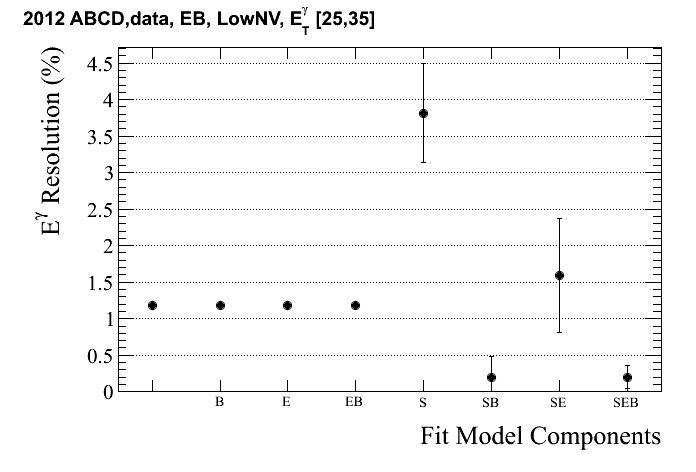 2012 ABCD,data, EB, LowNV, E_T^γ [25,35]
E^γ Resolution (%)
4.5
4
3.5
3
2.5
2
1.5
1
0.5
0
B E EB S SB SE SEB
Fit Model Components